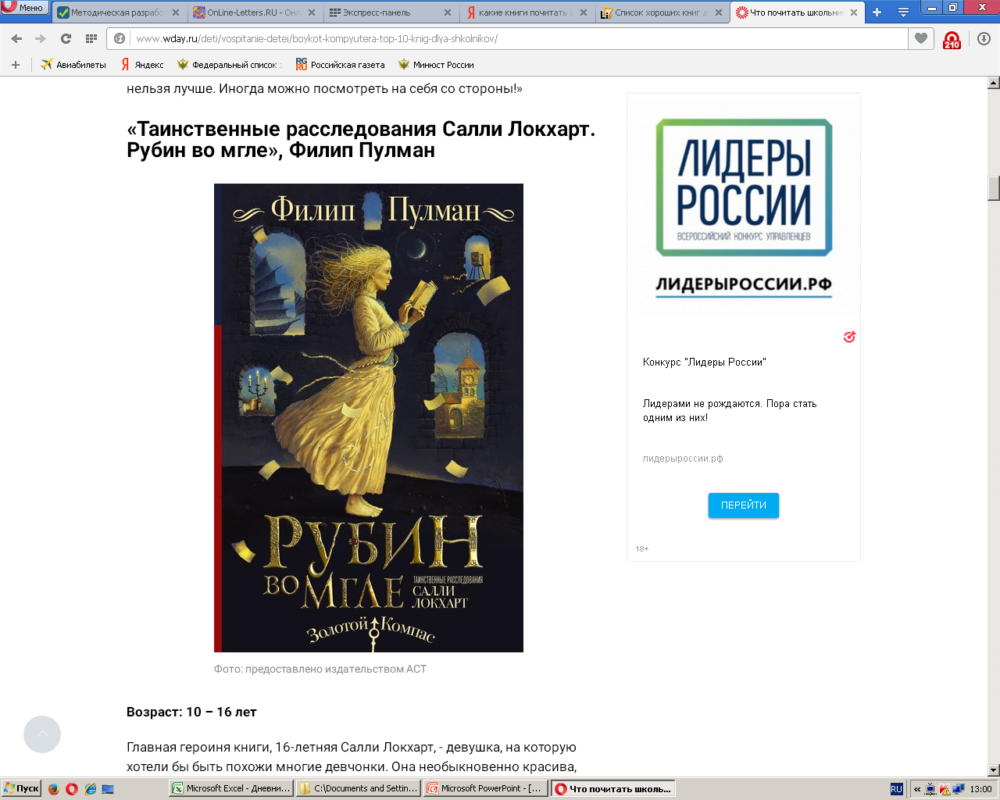 Меню
Методическая разработ
OnLine-Letters.RU - Онл
Экспресс-панель
какие книги почитать ш
Список хороших книг д
Что почитать школьни
www.wday.ru/deti/vospitanie-detei/boykot-kompyutera-top-10-knig-dlya-shkolnikov/
210
Авиабилеты
Яндекс
Федеральный список
Российская газета
Минюст России
нельзя лучше. Иногда можно посмотреть на себя со стороны!»
«Таинственные расследования Салли Локхарт.
Рубин во мгле», Филип Пулман
Филип Пулман
Рубин
во Мгле
Таинственные расследования
Салли
Локхарт
Золотой Компас
Фото: предоставлено издательством АСТ
Возраст: 10 – 16 лет
Главная героиня книги, 16-летняя Салли Локхарт, - девушка, на которую
хотели бы быть похожи многие девчонки. Она необыкновенно красива,
ЛИДЕРЫ
РОССИИ
ВСЕРОССИЙСКИЙ КОНКУРС УПРАВЛЕНЦЕВ
ЛИДЕРЫРОССИИ.РФ
Конкурс "Лидеры России"
Лидерами не рождаются. Пора стать
одним из них!
лидерыроссии.рф
ПЕРЕЙТИ
18+
Пуск
Microsoft Excel - Дневни...
C:\Documents and Settin...
Microsoft PowerPoint - [...
Что почитать школь...
RU
13:00